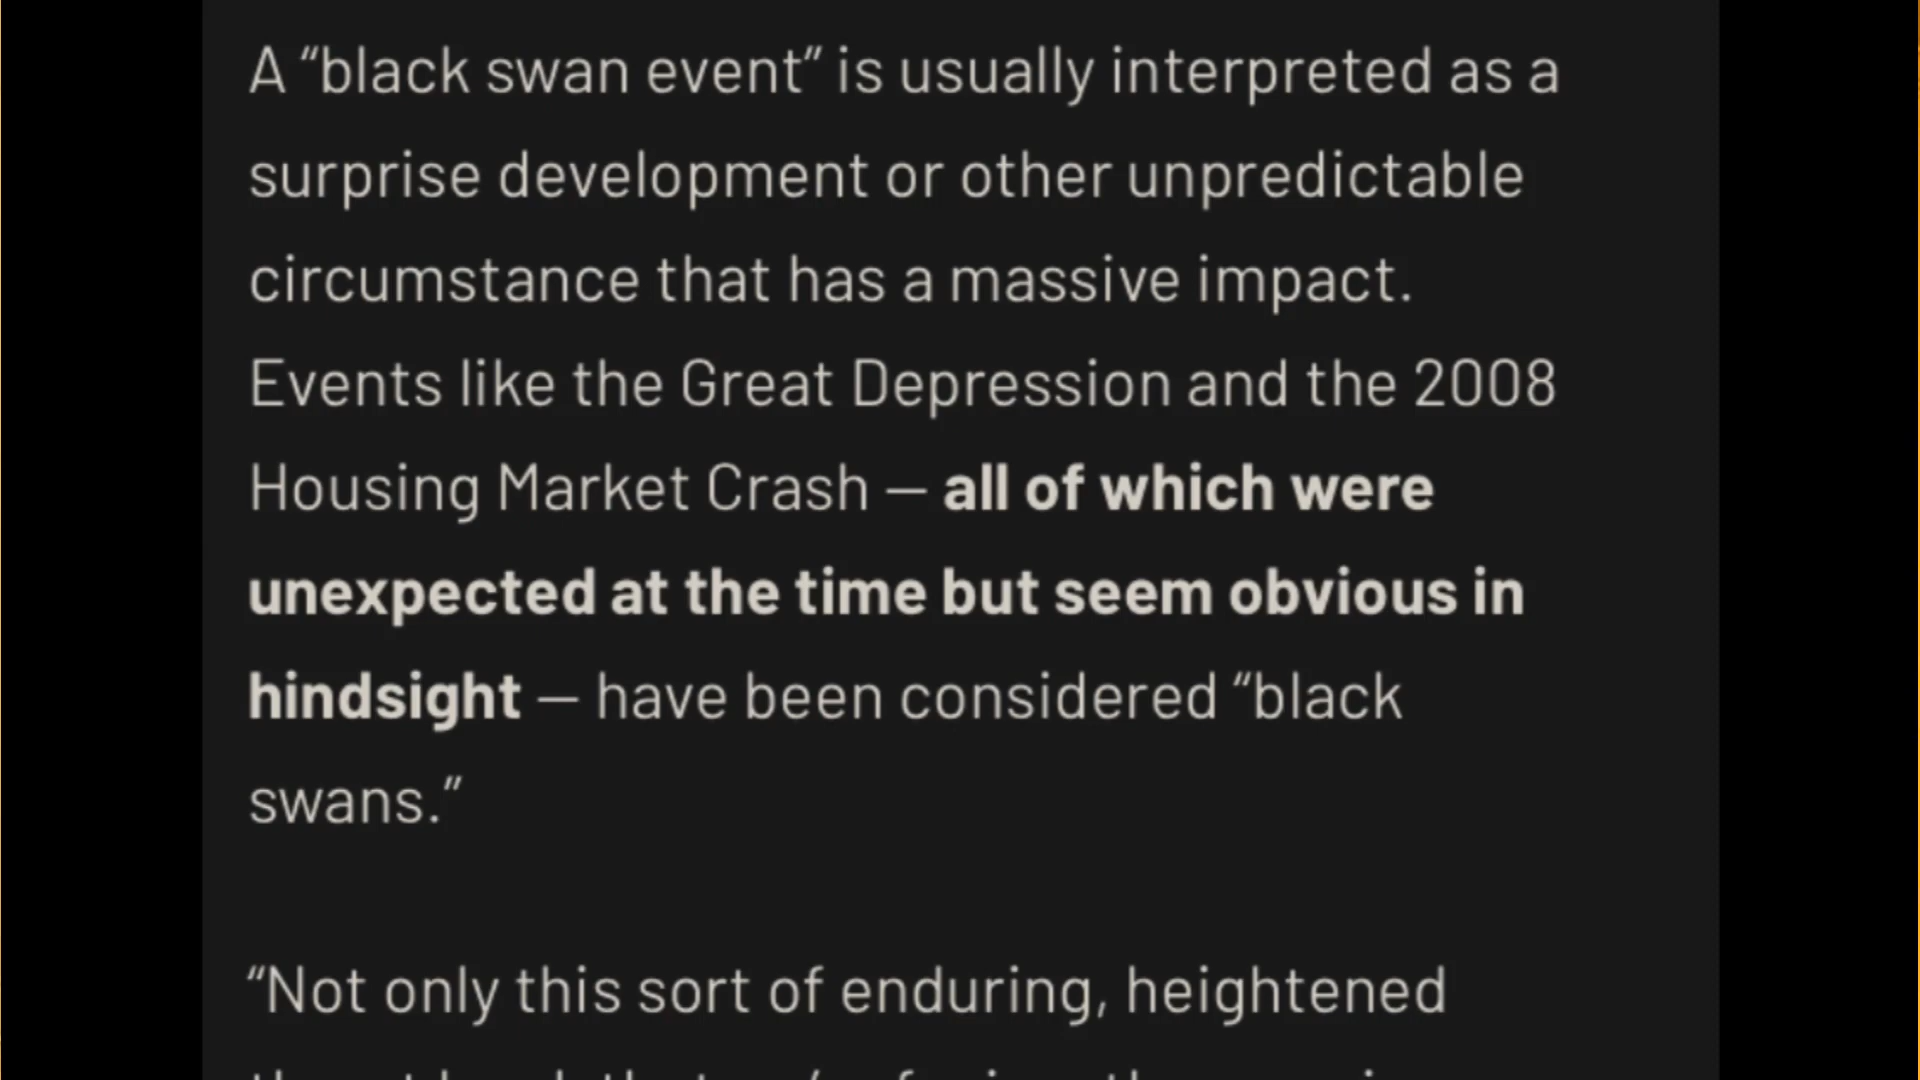 A “black swan event” is usually interpreted as a
surprise development or other unpredictable
circumstance that has a massive impact.
Events like the Great Depression and the 2008
Housing Market Crash — all of which were
unexpected at the time but seem obvious in
hindsight — have been considered “black
swans.”
“Not only this sort of enduring, heightened